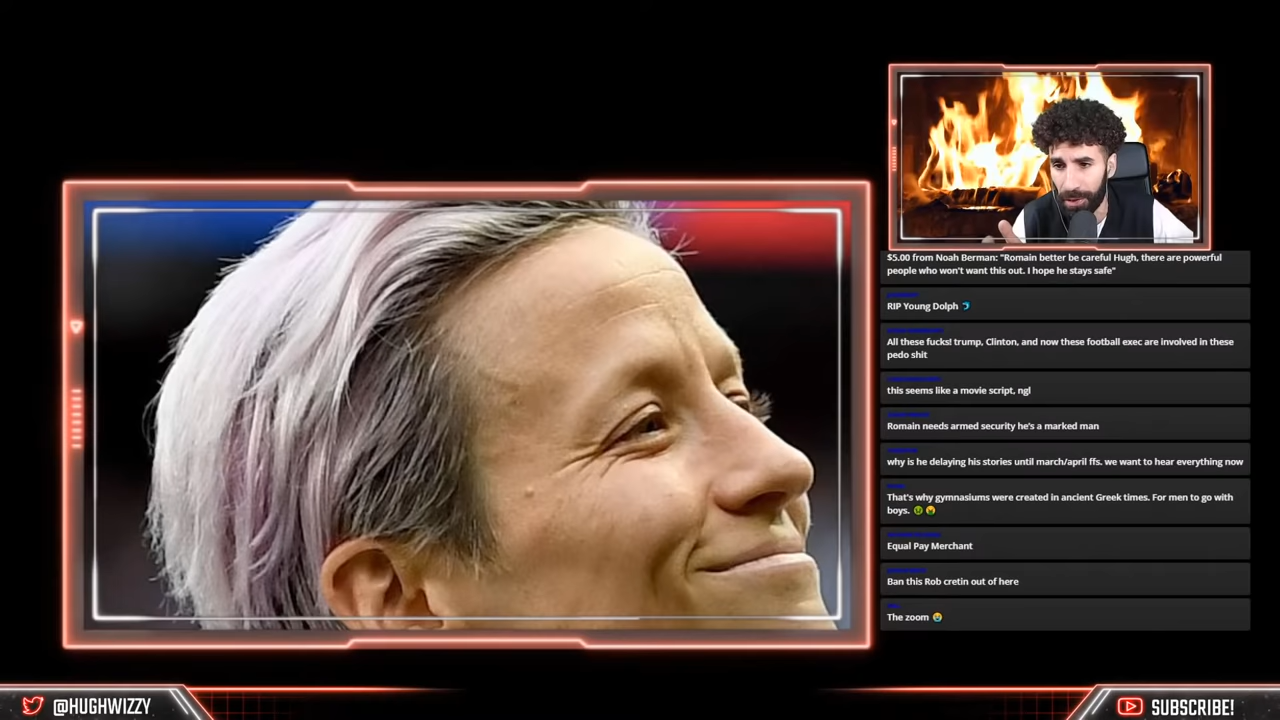 $5.00 from Noah Berman: "Romain better be careful Hugh, there are powerful
people who won't want this out. I hope he stays safe"
RIP Young Dolph
All these fucks! trump, Clinton, and now these football exec are involved in these
pedo shit
this seems like a movie script, ngl
Romain needs armed security he's a marked man
why is he delaying his stories until march/april ffs. we want to hear everything now
That's why gymnasiums were created in ancient Greek times. For men to go with
boys.
Equal Pay Merchant
Ban this Rob cretin out of here
The zoom
@HUGHWIZZY
SUBSCRIBE!